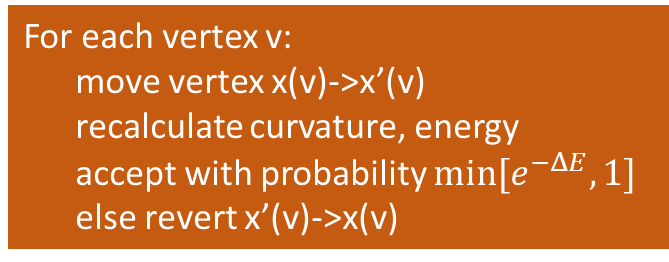 For each vertex v:
move vertex x(v)->x’(v)
recalculate curvature, energy
accept with probability min[e^{−ΔE}, 1]
else revert x’(v)->x(v)